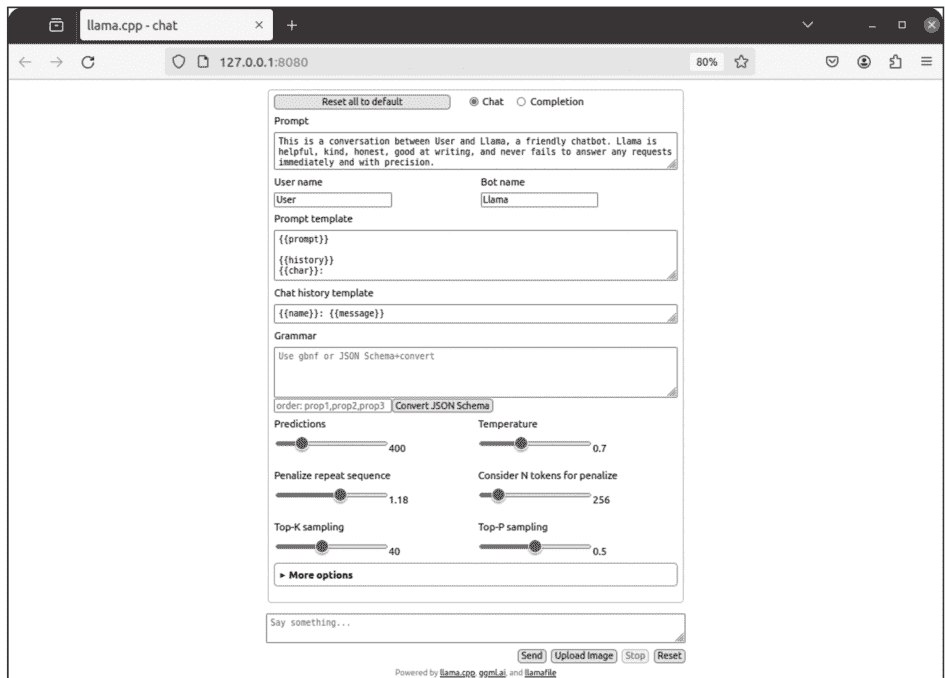 llama.cpp - chat
127.0.0.1:8080
80%
Reset all to default
Chat
Completion
Prompt
This is a conversation between User and Llama, a friendly chatbot. Llama is
helpful, kind, honest, good at writing, and never fails to answer any requests
immediately and with precision.
User name
Bot name
User
Llama
Prompt template
{{prompt}}
{{history}}
{{char}}:
Chat history template
{{name}}: {{message}}
Grammar
Use gbnf or JSON Schema+convert
order: prop1,prop2,prop3
Convert JSON Schema
Predictions
Temperature
400
0.7
Penalize repeat sequence
Consider N tokens for penalize
1.18
256
Top-K sampling
Top-P sampling
40
0.5
More options
Say something...
Send
Upload Image
Stop
Reset
Powered by llama.cpp, ggml.ai, and llamafile